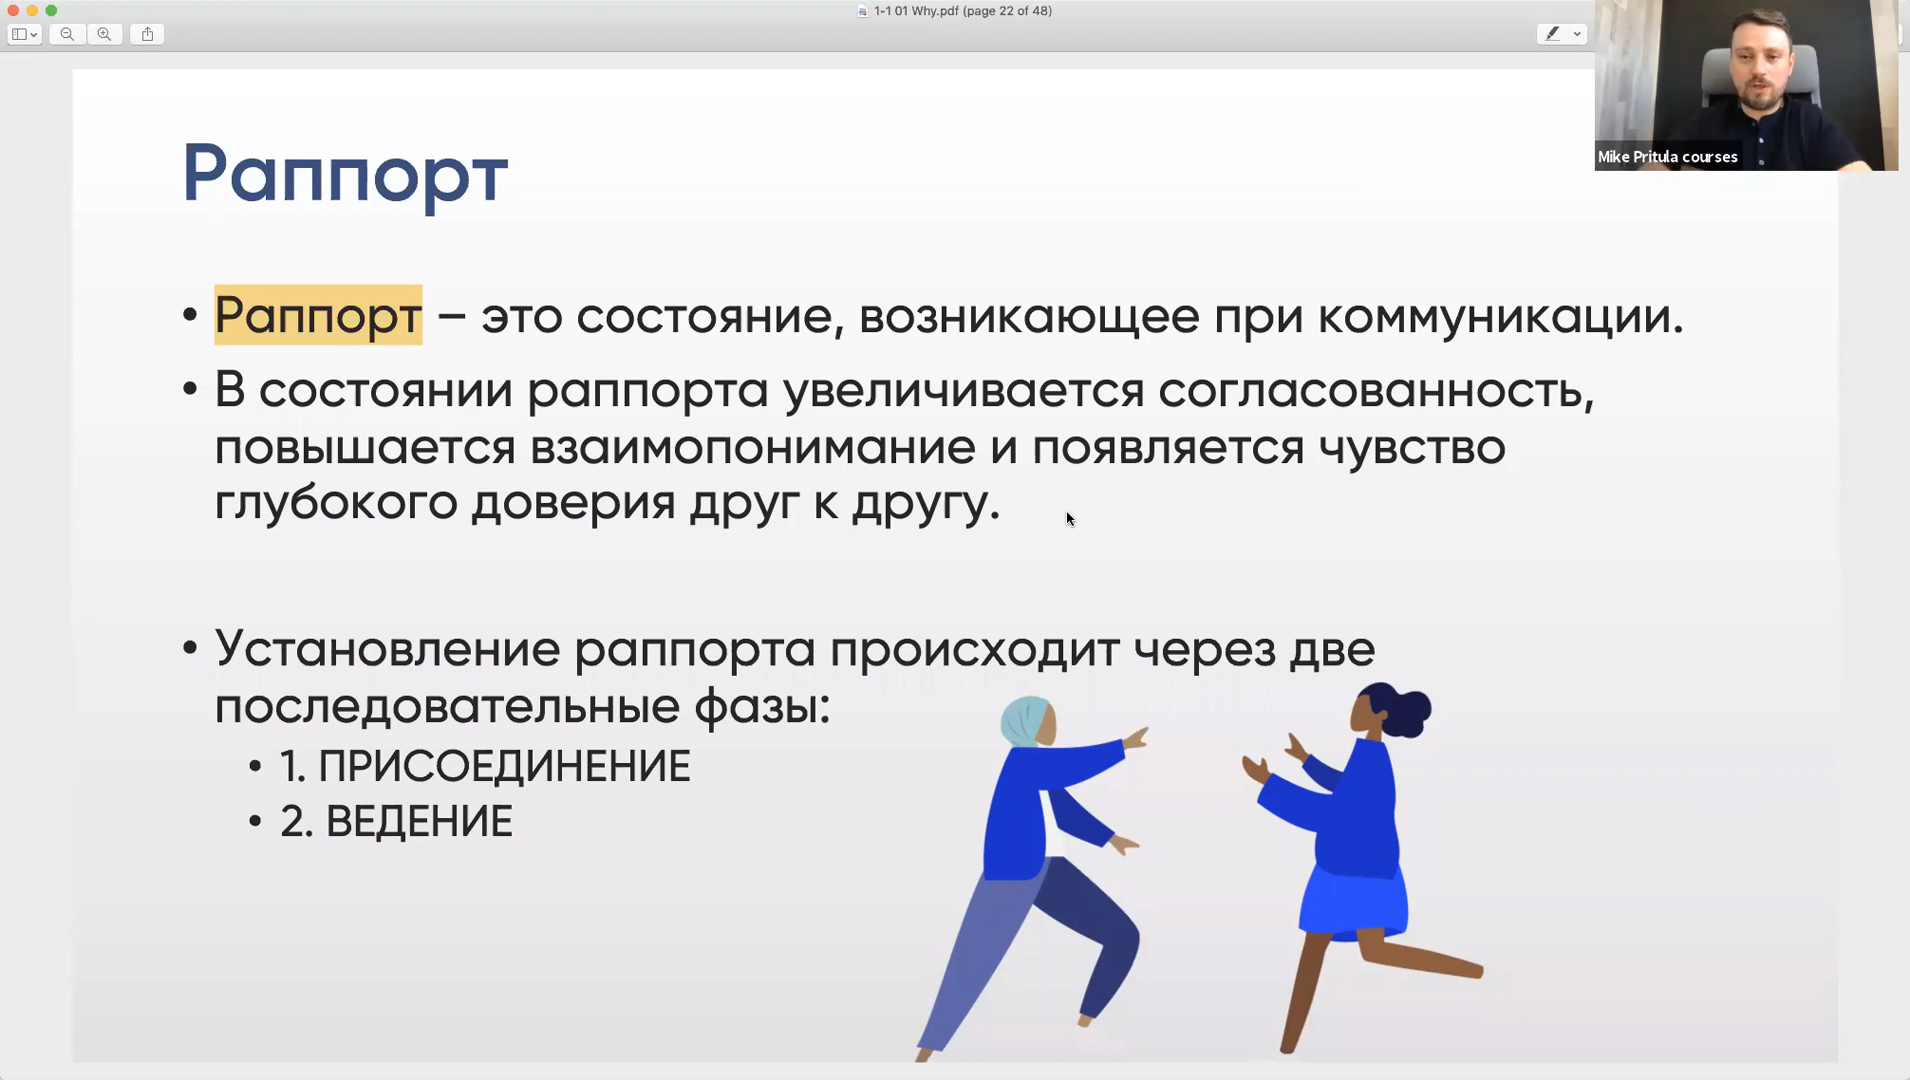 1-1 01 Why.pdf (page 22 of 48)
Mike Pritula courses
Раппорт
• Раппорт – это состояние, возникающее при коммуникации.
• В состоянии раппорта увеличивается согласованность,
повышается взаимопонимание и появляется чувство
глубокого доверия друг к другу.
• Установление раппорта происходит через две
последовательные фазы:
• 1. ПРИСОЕДИНЕНИЕ
• 2. ВЕДЕНИЕ